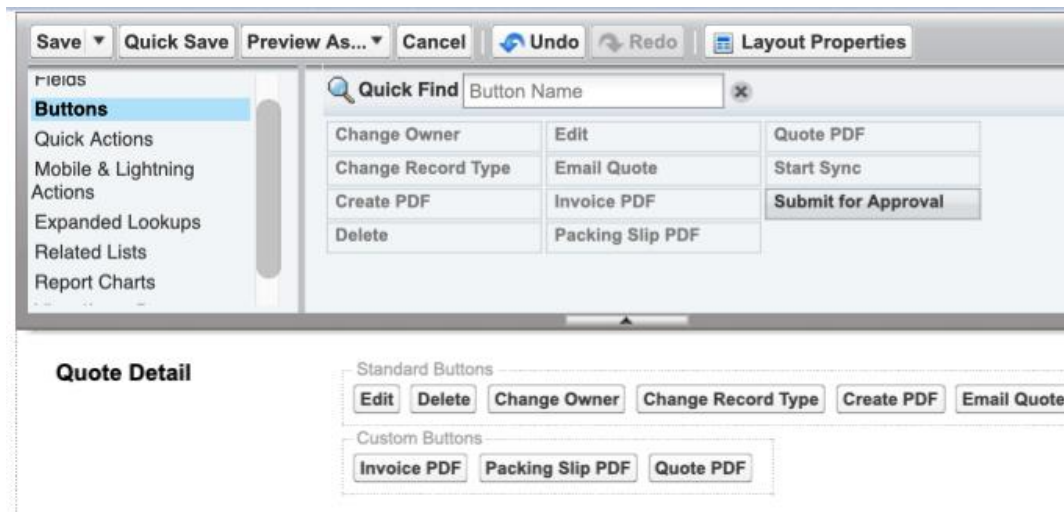 Save Quick Save Preview As... Cancel Undo Redo Layout Properties
Fields
Buttons
Quick Actions
Mobile & Lightning
Actions
Expanded Lookups
Related Lists
Report Charts
Quick Find Button Name
Change Owner Edit Quote PDF
Change Record Type Email Quote Start Sync
Create PDF Invoice PDF Submit for Approval
Delete Packing Slip PDF
Quote Detail
Standard Buttons
Edit Delete Change Owner Change Record Type Create PDF Email Quote
Custom Buttons
Invoice PDF Packing Slip PDF Quote PDF